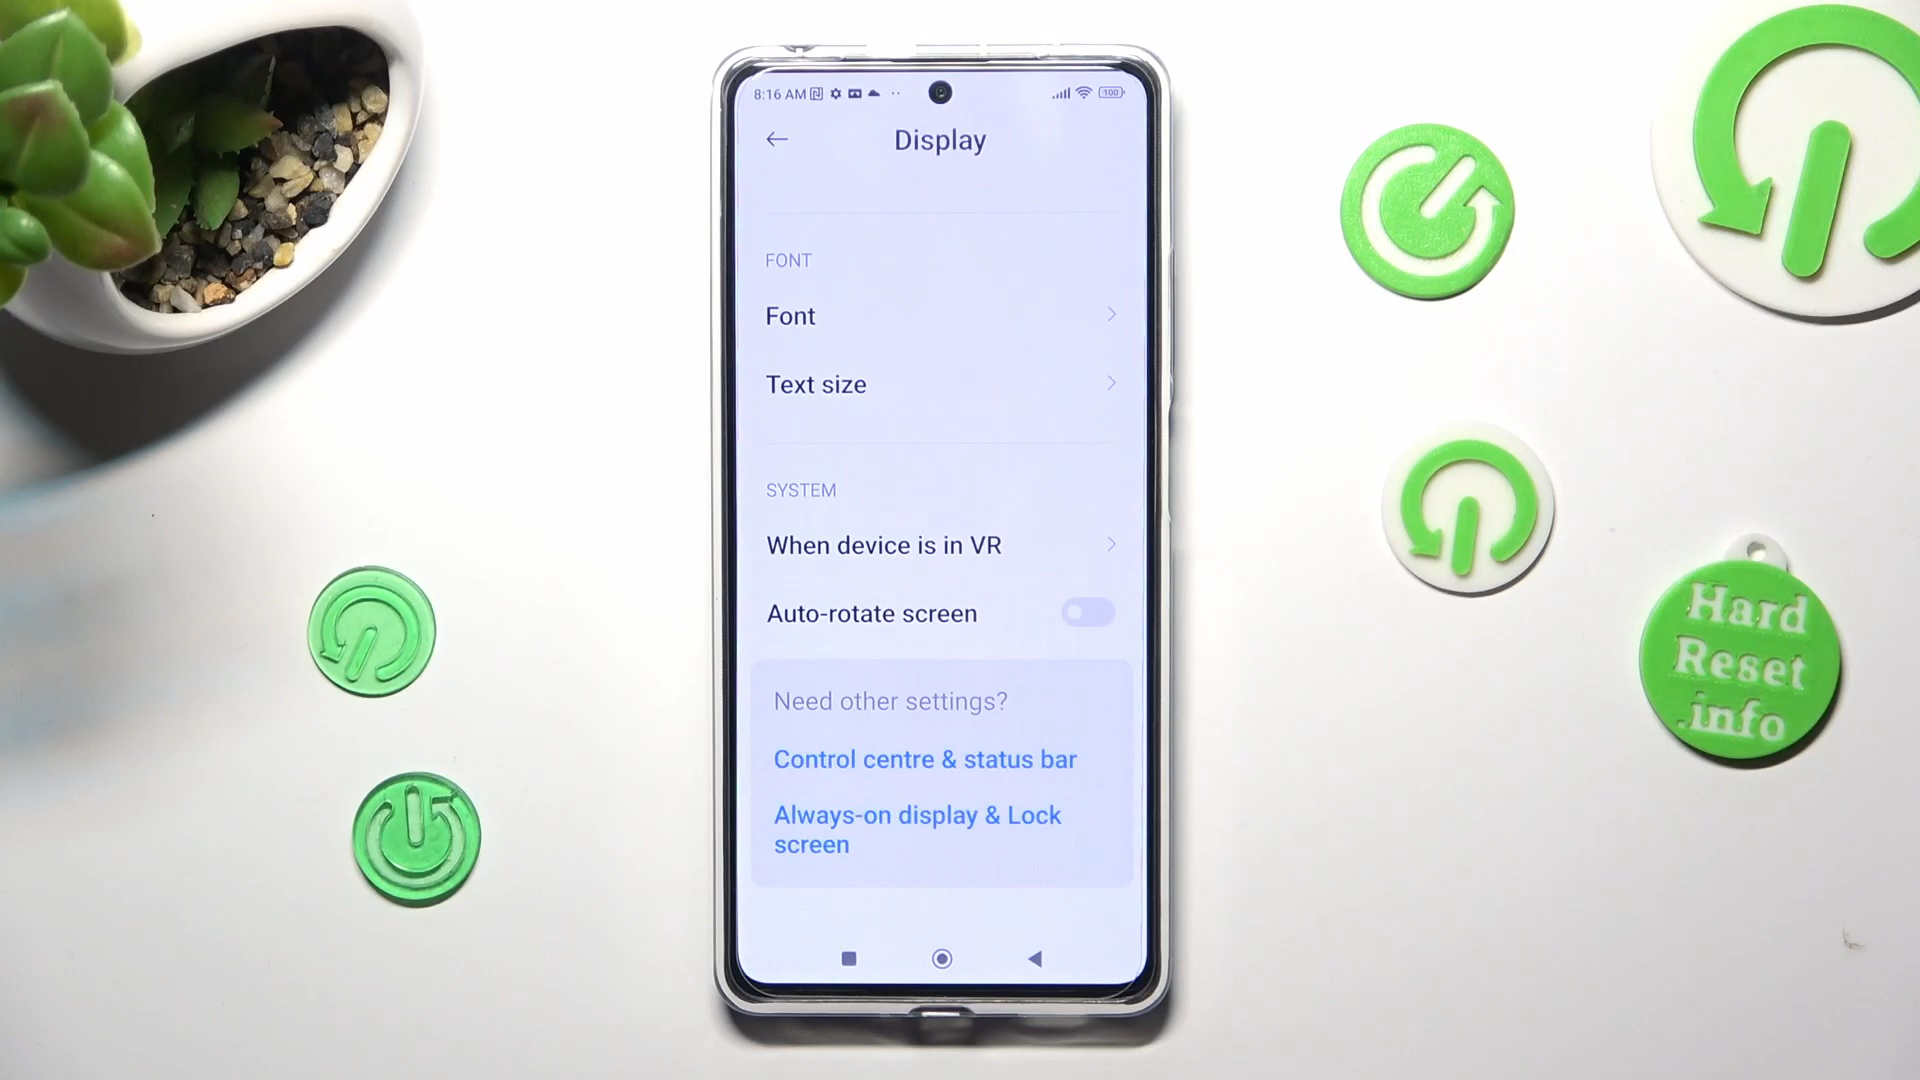 8:16 AM
100
Display
FONT
Font
Text size
SYSTEM
When device is in VR
Auto-rotate screen
Need other settings?
Control centre & status bar
Always-on display & Lock
screen
Hard
Reset
.info